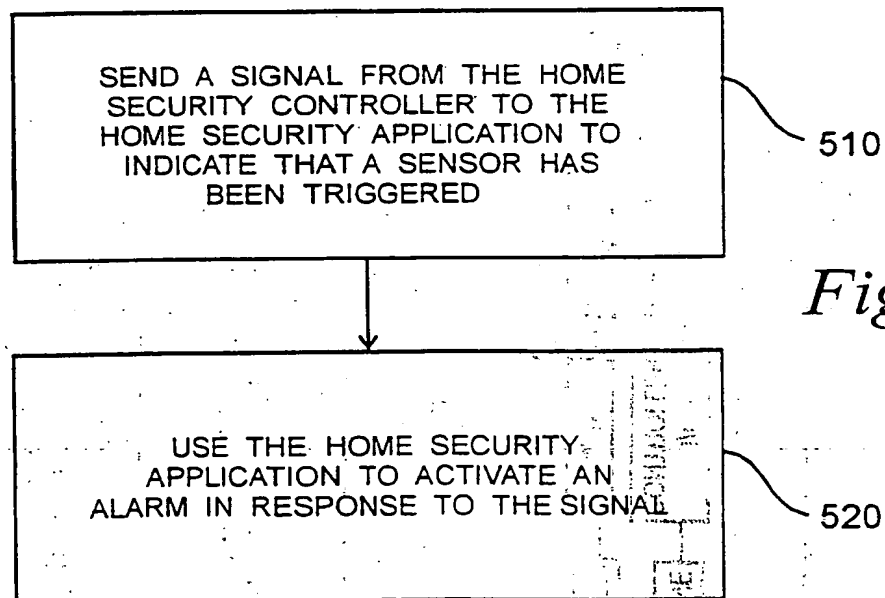 SEND A SIGNAL FROM THE HOME
SECURITY CONTROLLER TO THE
HOME SECURITY APPLICATION TO
INDICATE THAT A SENSOR HAS
BEEN TRIGGERED
510
Fig
USE THE HOME SECURITY
APPLICATION TO ACTIVATE AN
ALARM IN RESPONSE TO THE SIGNAL
520